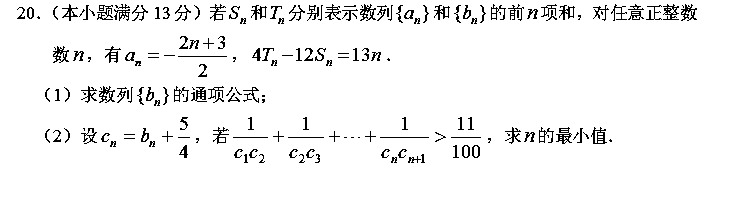 20.（本小题满分 13 分）若 $S_n$ 和 $T_n$ 分别表示数列 $\{a_n\}$ 和 $\{b_n\}$ 的前 $n$ 项和，对任意正整数
数 $n$，有 $a_n = -\frac{2n+3}{2}$，$4T_n - 12S_n = 13n$．
（1）求数列 $\{b_n\}$ 的通项公式；
（2）设 $c_n = b_n + \frac{5}{4}$，若 $\frac{1}{c_1c_2} + \frac{1}{c_2c_3} + \cdots + \frac{1}{c_nc_{n+1}} > \frac{11}{100}$，求 $n$ 的最小值．